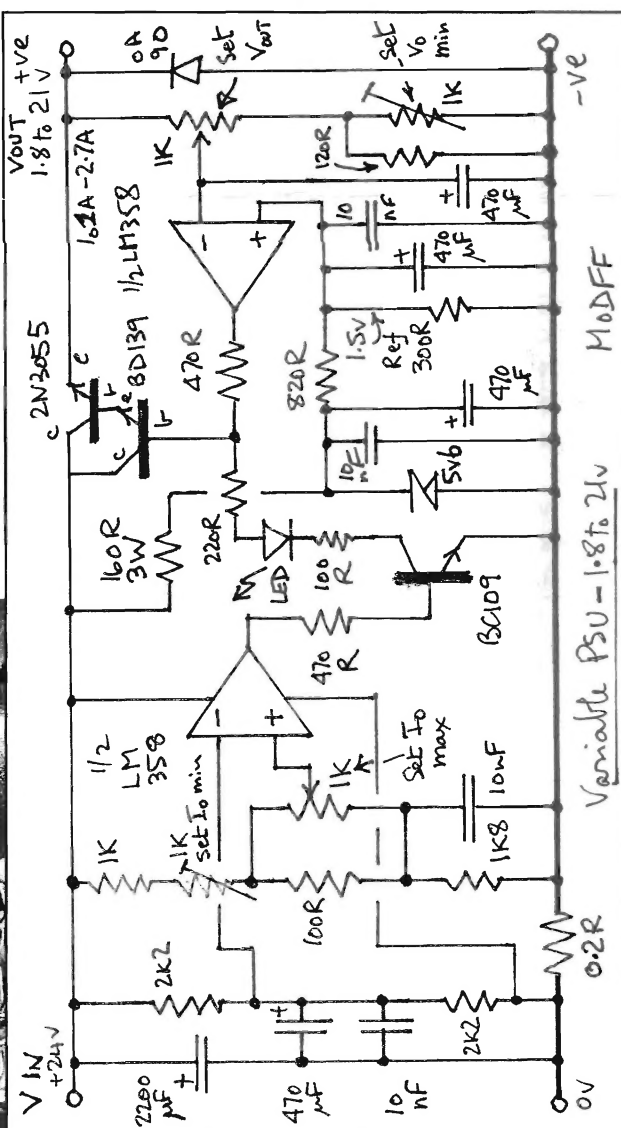 V IN
+24V
2200
µF
+
470
µF
+
10
nF
0V
2K2
2K2
1K
1K
set Io min
100R
1K8
10nF
1K
Set Io
max
0.2R
1/2
LM
358
-
+
470
R
BC109
LED
100
R
220R
160R
3W
5V6
10
nF
+
470
µF
820R
1.5V
Ref
300R
470R
2N3055
c
e
b
BD139
c
e
b
1/2 LM358
-
+
+
470
µF
10
nF
+
470
µF
120R
1K
Set
Vo
min
1K
Set
Vout
OA
90
VOUT +ve
1.8 to 21V
-ve
Variable PSU - 1.8 to 21V
MODFF